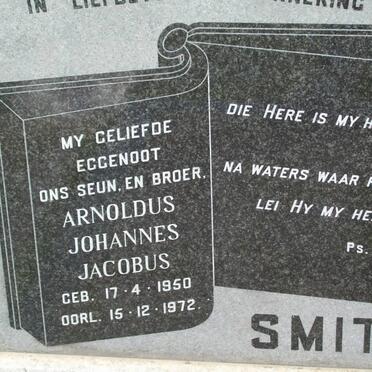 IN
MY GELIEFDE
EGGENOOT
ONS SEUN, EN BROER,
ARNOLDUS
JOHANNES
JACOBUS
GEB. 17-4-1950
OORL. 15-12-1972.
DIE HERE IS MY
NA WATERS WAAR
LEI HY MY
PS.